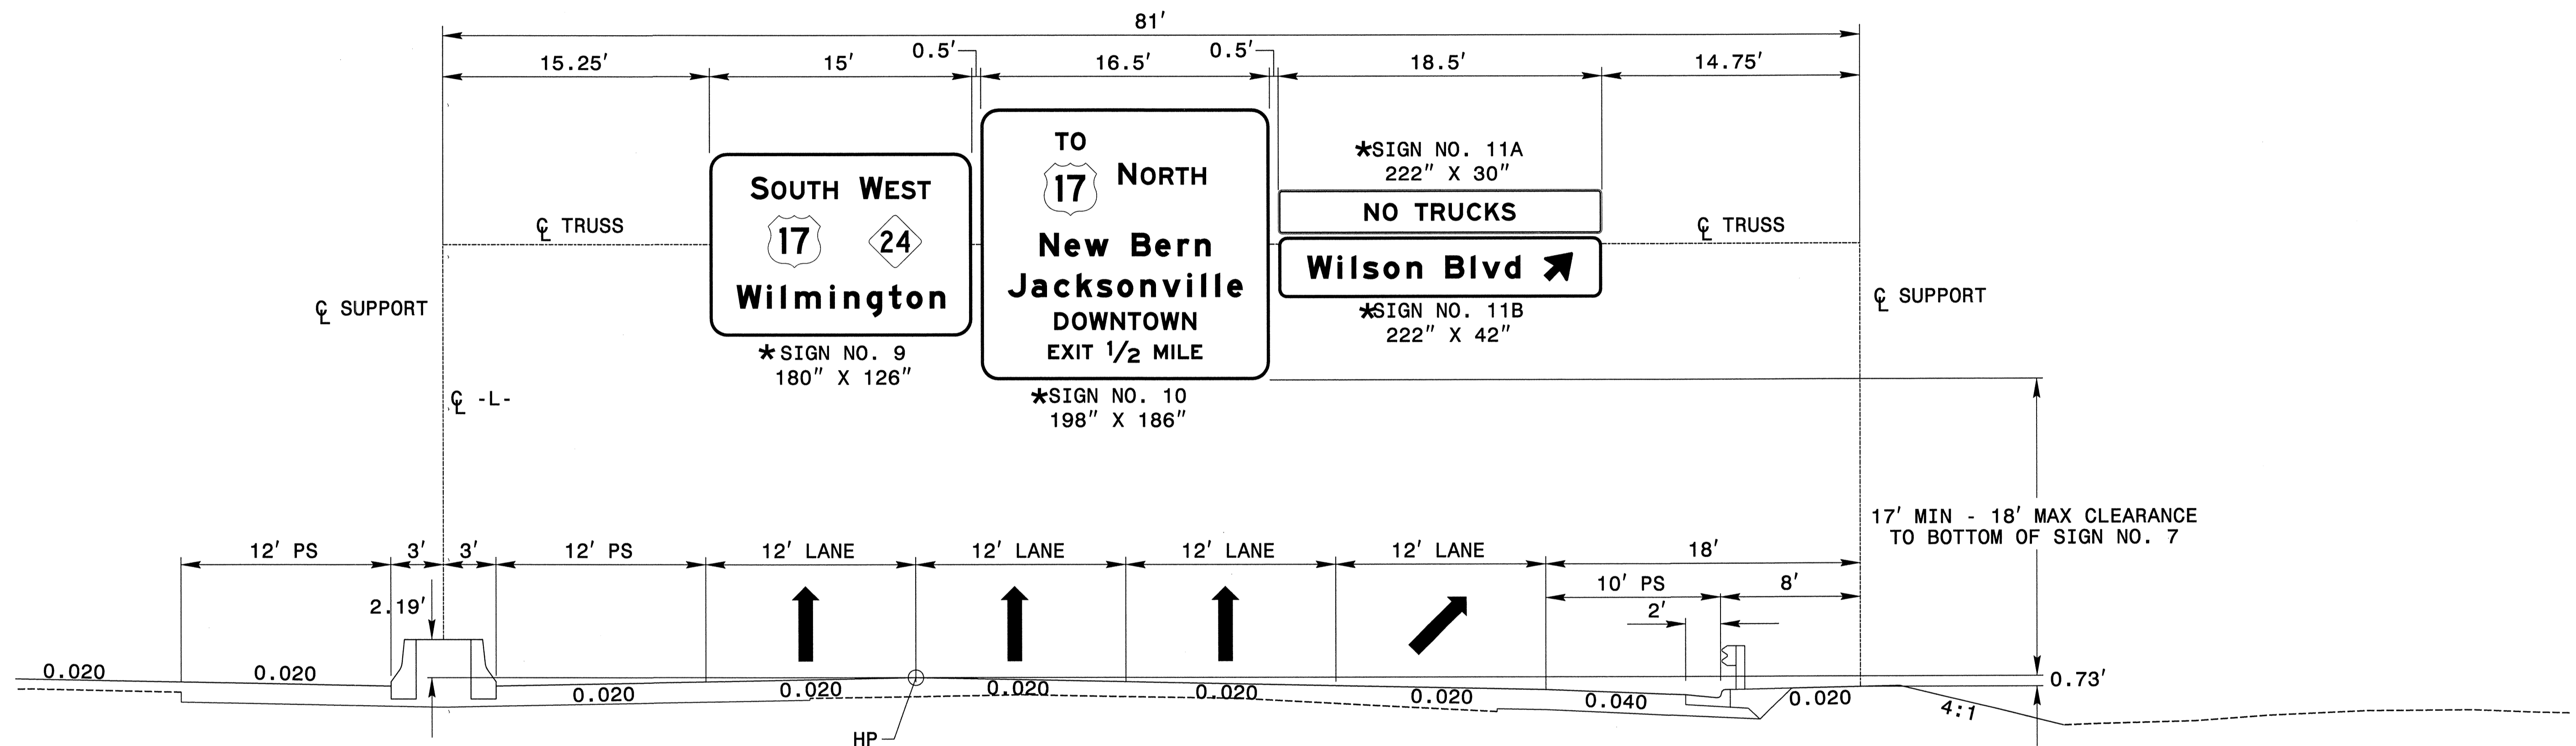 81'
0.5'
0.5'
15.25'
15'
16.5'
18.5'
14.75'
SOUTH WEST
17
24
Wilmington
*SIGN NO. 9
180" X 126"
TO
17 NORTH
New Bern
Jacksonville
DOWNTOWN
EXIT 1/2 MILE
*SIGN NO. 10
198" X 186"
*SIGN NO. 11A
222" X 30"
NO TRUCKS
Wilson Blvd
*SIGN NO. 11B
222" X 42"
℄ TRUSS
℄ TRUSS
℄ SUPPORT
℄ SUPPORT
℄ -L-
17' MIN - 18' MAX CLEARANCE
TO BOTTOM OF SIGN NO. 7
12' PS
3'
3'
12' PS
12' LANE
12' LANE
12' LANE
12' LANE
18'
10' PS
8'
2'
2.19'
0.020
0.020
0.020
0.020
0.020
0.020
0.020
0.040
0.020
4:1
0.73'
HP